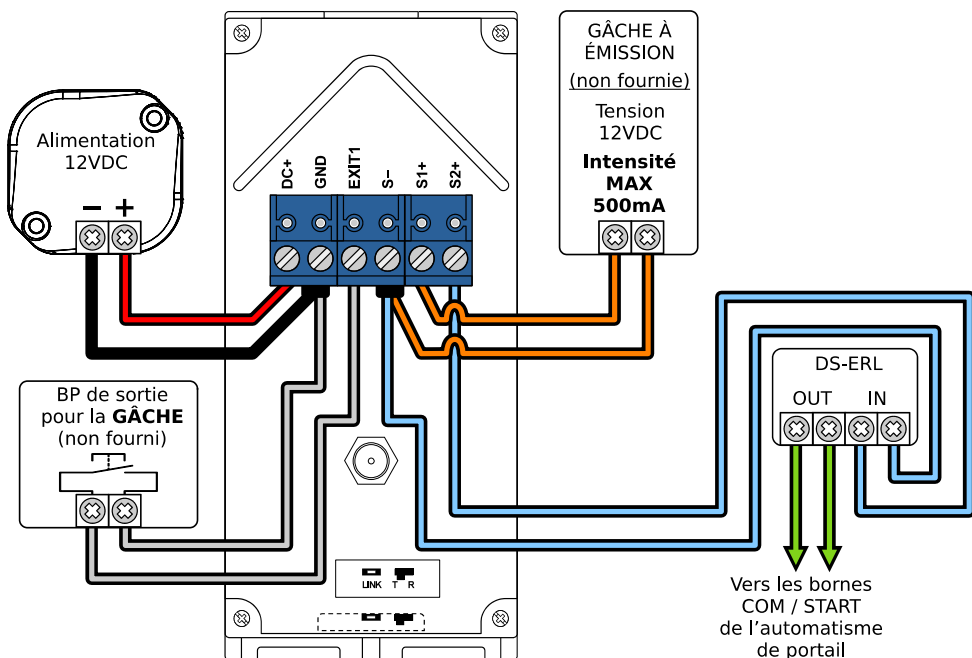 Alimentation
12VDC
− +
DC+ GND EXIT1 S− S1+ S2+
GÂCHE À
ÉMISSION
(non fournie)
Tension
12VDC
Intensité
MAX
500mA
BP de sortie
pour la GÂCHE
(non fourni)
DS-ERL
OUT IN
LINK T R
Vers les bornes
COM / START
de l’automatisme
de portail